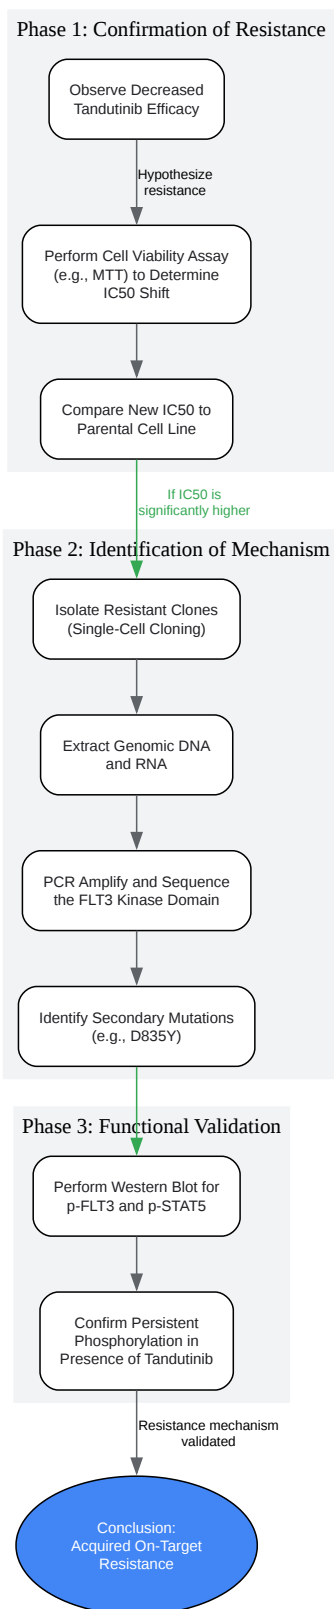 Phase 1: Confirmation of Resistance
Observe Decreased
Tandutinib Efficacy
Hypothesize
resistance
Perform Cell Viability Assay
(e.g., MTT) to Determine
IC50 Shift
Compare New IC50 to
Parental Cell Line
If IC50 is
significantly higher
Phase 2: Identification of Mechanism
Isolate Resistant Clones
(Single-Cell Cloning)
Extract Genomic DNA
and RNA
PCR Amplify and Sequence
the FLT3 Kinase Domain
Identify Secondary Mutations
(e.g., D835Y)
Phase 3: Functional Validation
Perform Western Blot for
p-FLT3 and p-STAT5
Confirm Persistent
Phosphorylation in
Presence of Tandutinib
Resistance mechanism
validated
Conclusion:
Acquired On-Target
Resistance